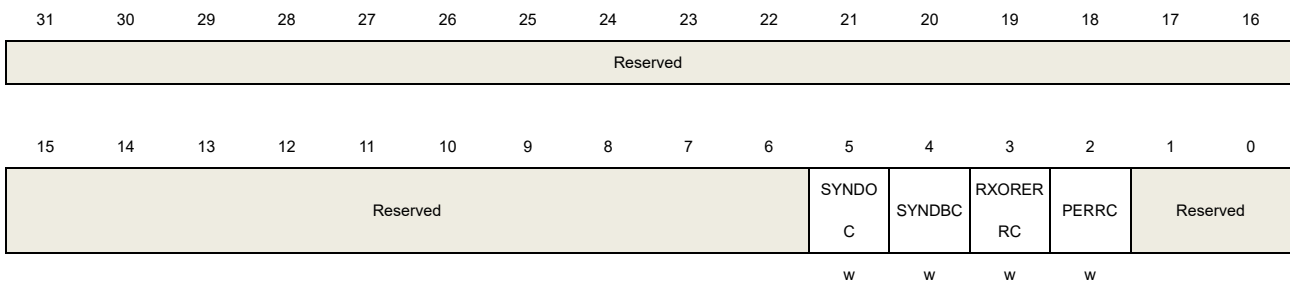 31 30 29 28 27 26 25 24 23 22 21 20 19 18 17 16
Reserved
15 14 13 12 11 10 9 8 7 6 5 4 3 2 1 0
Reserved SYNDO C SYNDBC RXORER RC PERRC Reserved
w w w w